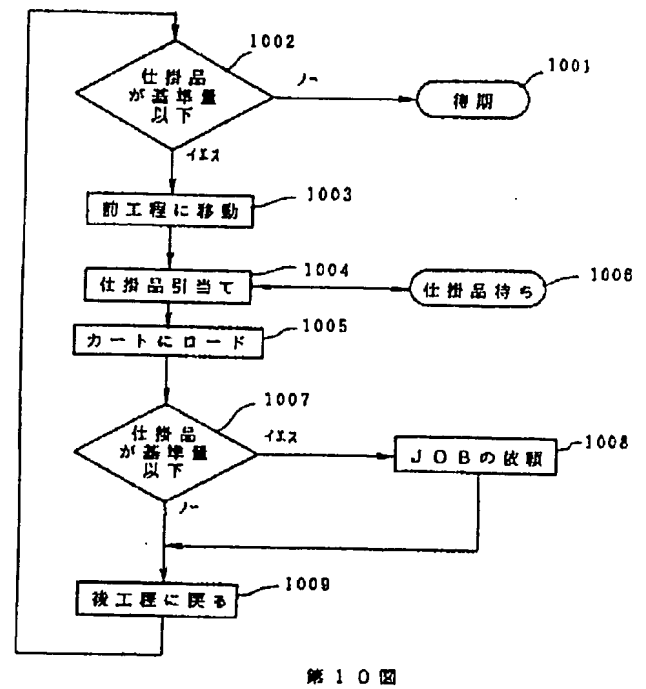 1002
仕掛品
が基準量
以下
ノー
1001
待期
イエス
1003
前工程に移動
1004
仕掛品引当て
1006
仕掛品待ち
1005
カートにロード
1007
仕掛品
が基準量
以下
イエス
1008
JOBの依頼
ノー
1009
後工程に戻る
第10図